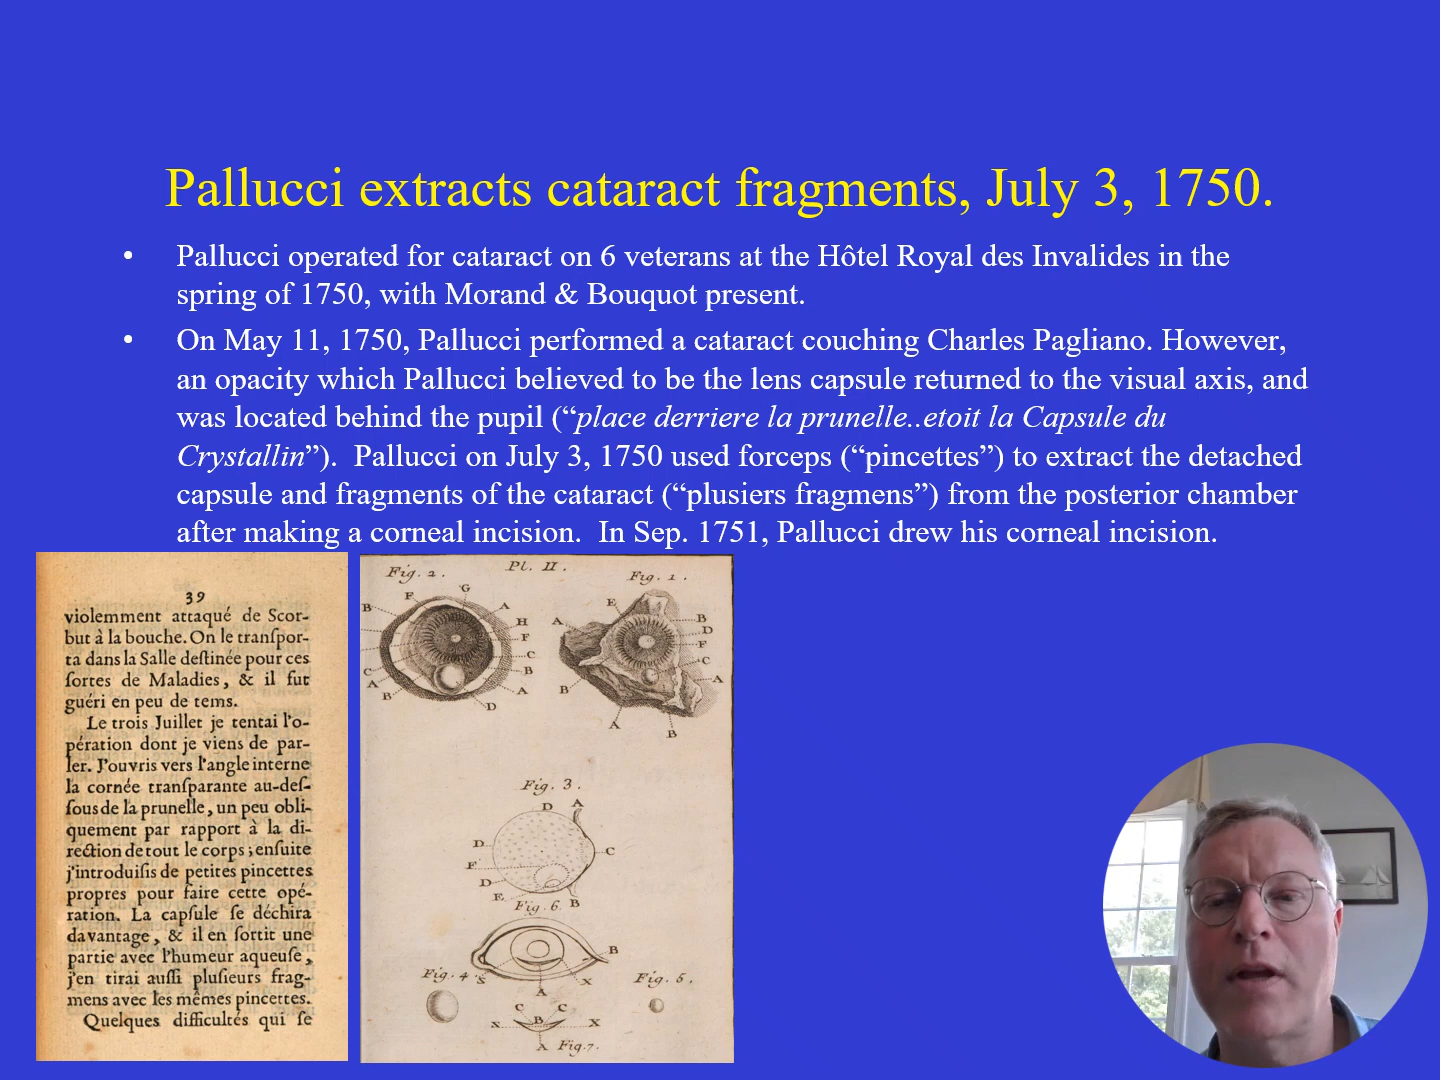 Pallucci extracts cataract fragments, July 3, 1750.
• Pallucci operated for cataract on 6 veterans at the Hôtel Royal des Invalides in the
spring of 1750, with Morand & Bouquot present.
• On May 11, 1750, Pallucci performed a cataract couching Charles Pagliano. However,
an opacity which Pallucci believed to be the lens capsule returned to the visual axis, and
was located behind the pupil (“place derriere la prunelle..etoit la Capsule du
Crystallin”).  Pallucci on July 3, 1750 used forceps (“pincettes”) to extract the detached
capsule and fragments of the cataract (“plusiers fragmens”) from the posterior chamber
after making a corneal incision.  In Sep. 1751, Pallucci drew his corneal incision.
39
violemment attaqué de Scor-
but à la bouche. On le tranſpor-
ta dans la Salle deſtinée pour ces
ſortes de Maladies, & il fut
guéri en peu de tems.
Le trois Juillet je tentai l'o-
pération dont je viens de par-
ler. J'ouvris vers l'angle interne
la cornée tranſparante au-deſ-
ſous de la prunelle, un peu obli-
quement par rapport à la di-
rection de tout le corps; enſuite
j'introduiſis de petites pincettes
propres pour faire cette opé-
ration. La capſule ſe déchira
davantage, & il en ſortit une
partie avec l'humeur aqueuſe,
j'en tirai auſſi pluſieurs frag-
mens avec les mêmes pincettes.
Quelques difficultés qui ſe
Pl. II.
Fig. 2.
F G A B H F C B C A B A D
Fig. 1.
E A B D F C A B A B
Fig. 3.
D A D C F D E B
Fig. 6.
B S X A
Fig. 4.
Fig. 5.
C C X B X A
Fig. 7.